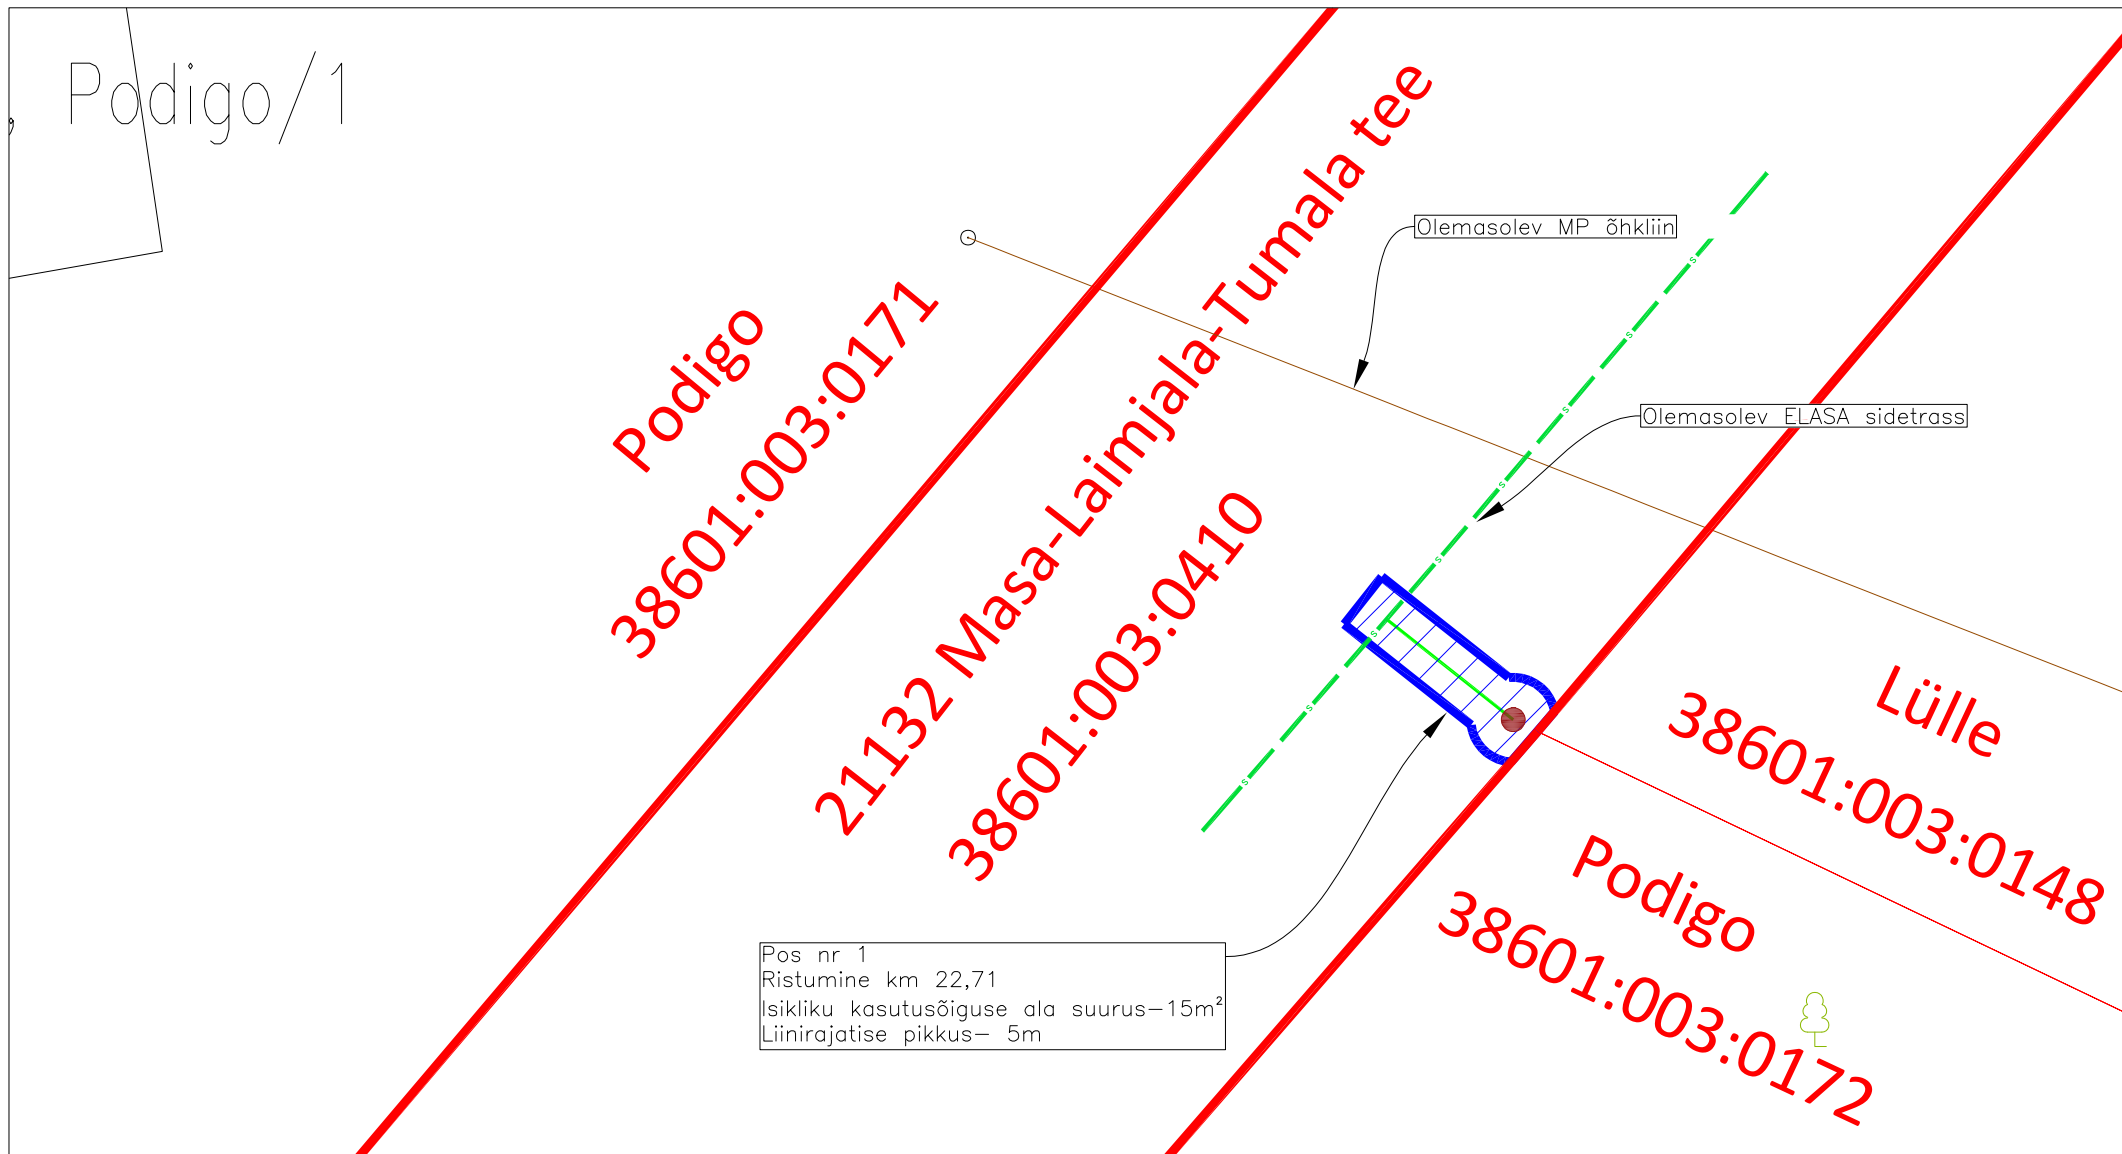 Podigo/1
Podigo
38601:003:0171
21132 Masa-Laimjala-Tumala tee
38601:003:0410
Olemasolev MP õhkliin
Olemasolev ELASA sidetrass
Lülle
38601:003:0148
Podigo
38601:003:0172
Pos nr 1
Ristumine km 22,71
Isikliku kasutusõiguse ala suurus-15m²
Liinirajatise pikkus- 5m
s
s
s
s
s
s
s
s